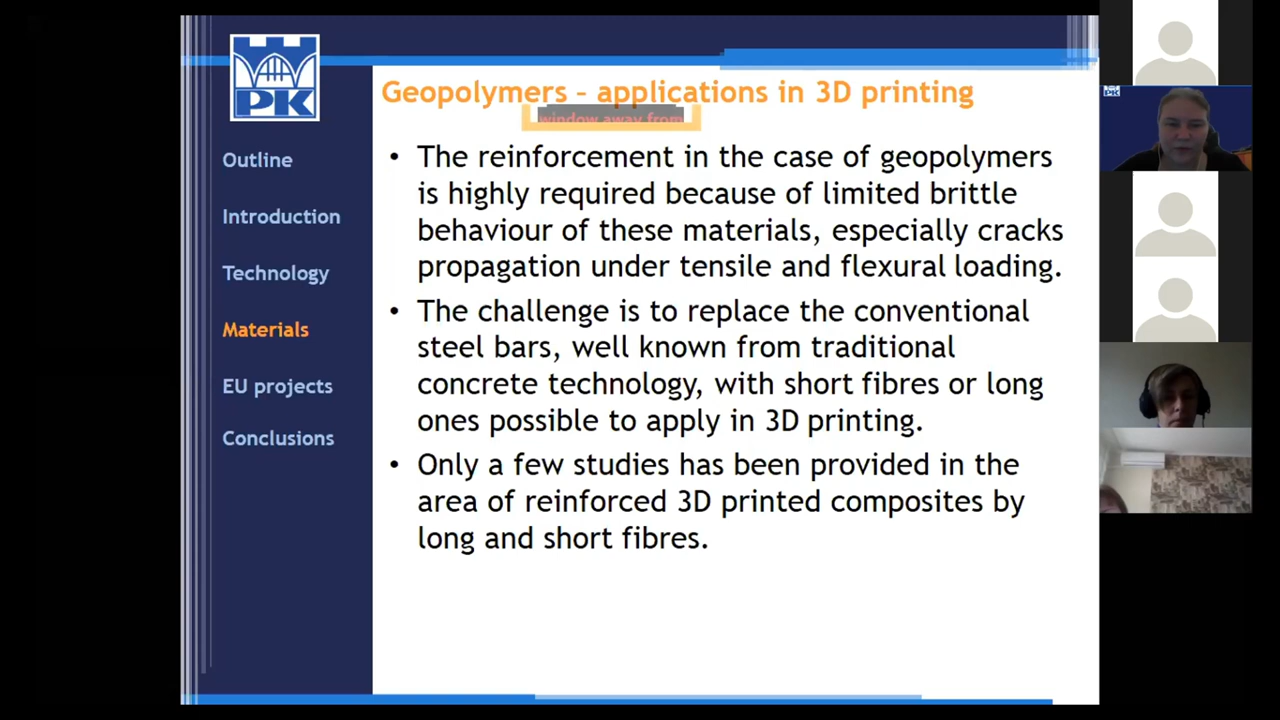 PK
Geopolymers – applications in 3D printing
window away from
Outline
Introduction
Technology
Materials
EU projects
Conclusions
• The reinforcement in the case of geopolymers
is highly required because of limited brittle
behaviour of these materials, especially cracks
propagation under tensile and flexural loading.
• The challenge is to replace the conventional
steel bars, well known from traditional
concrete technology, with short fibres or long
ones possible to apply in 3D printing.
• Only a few studies has been provided in the
area of reinforced 3D printed composites by
long and short fibres.
PK